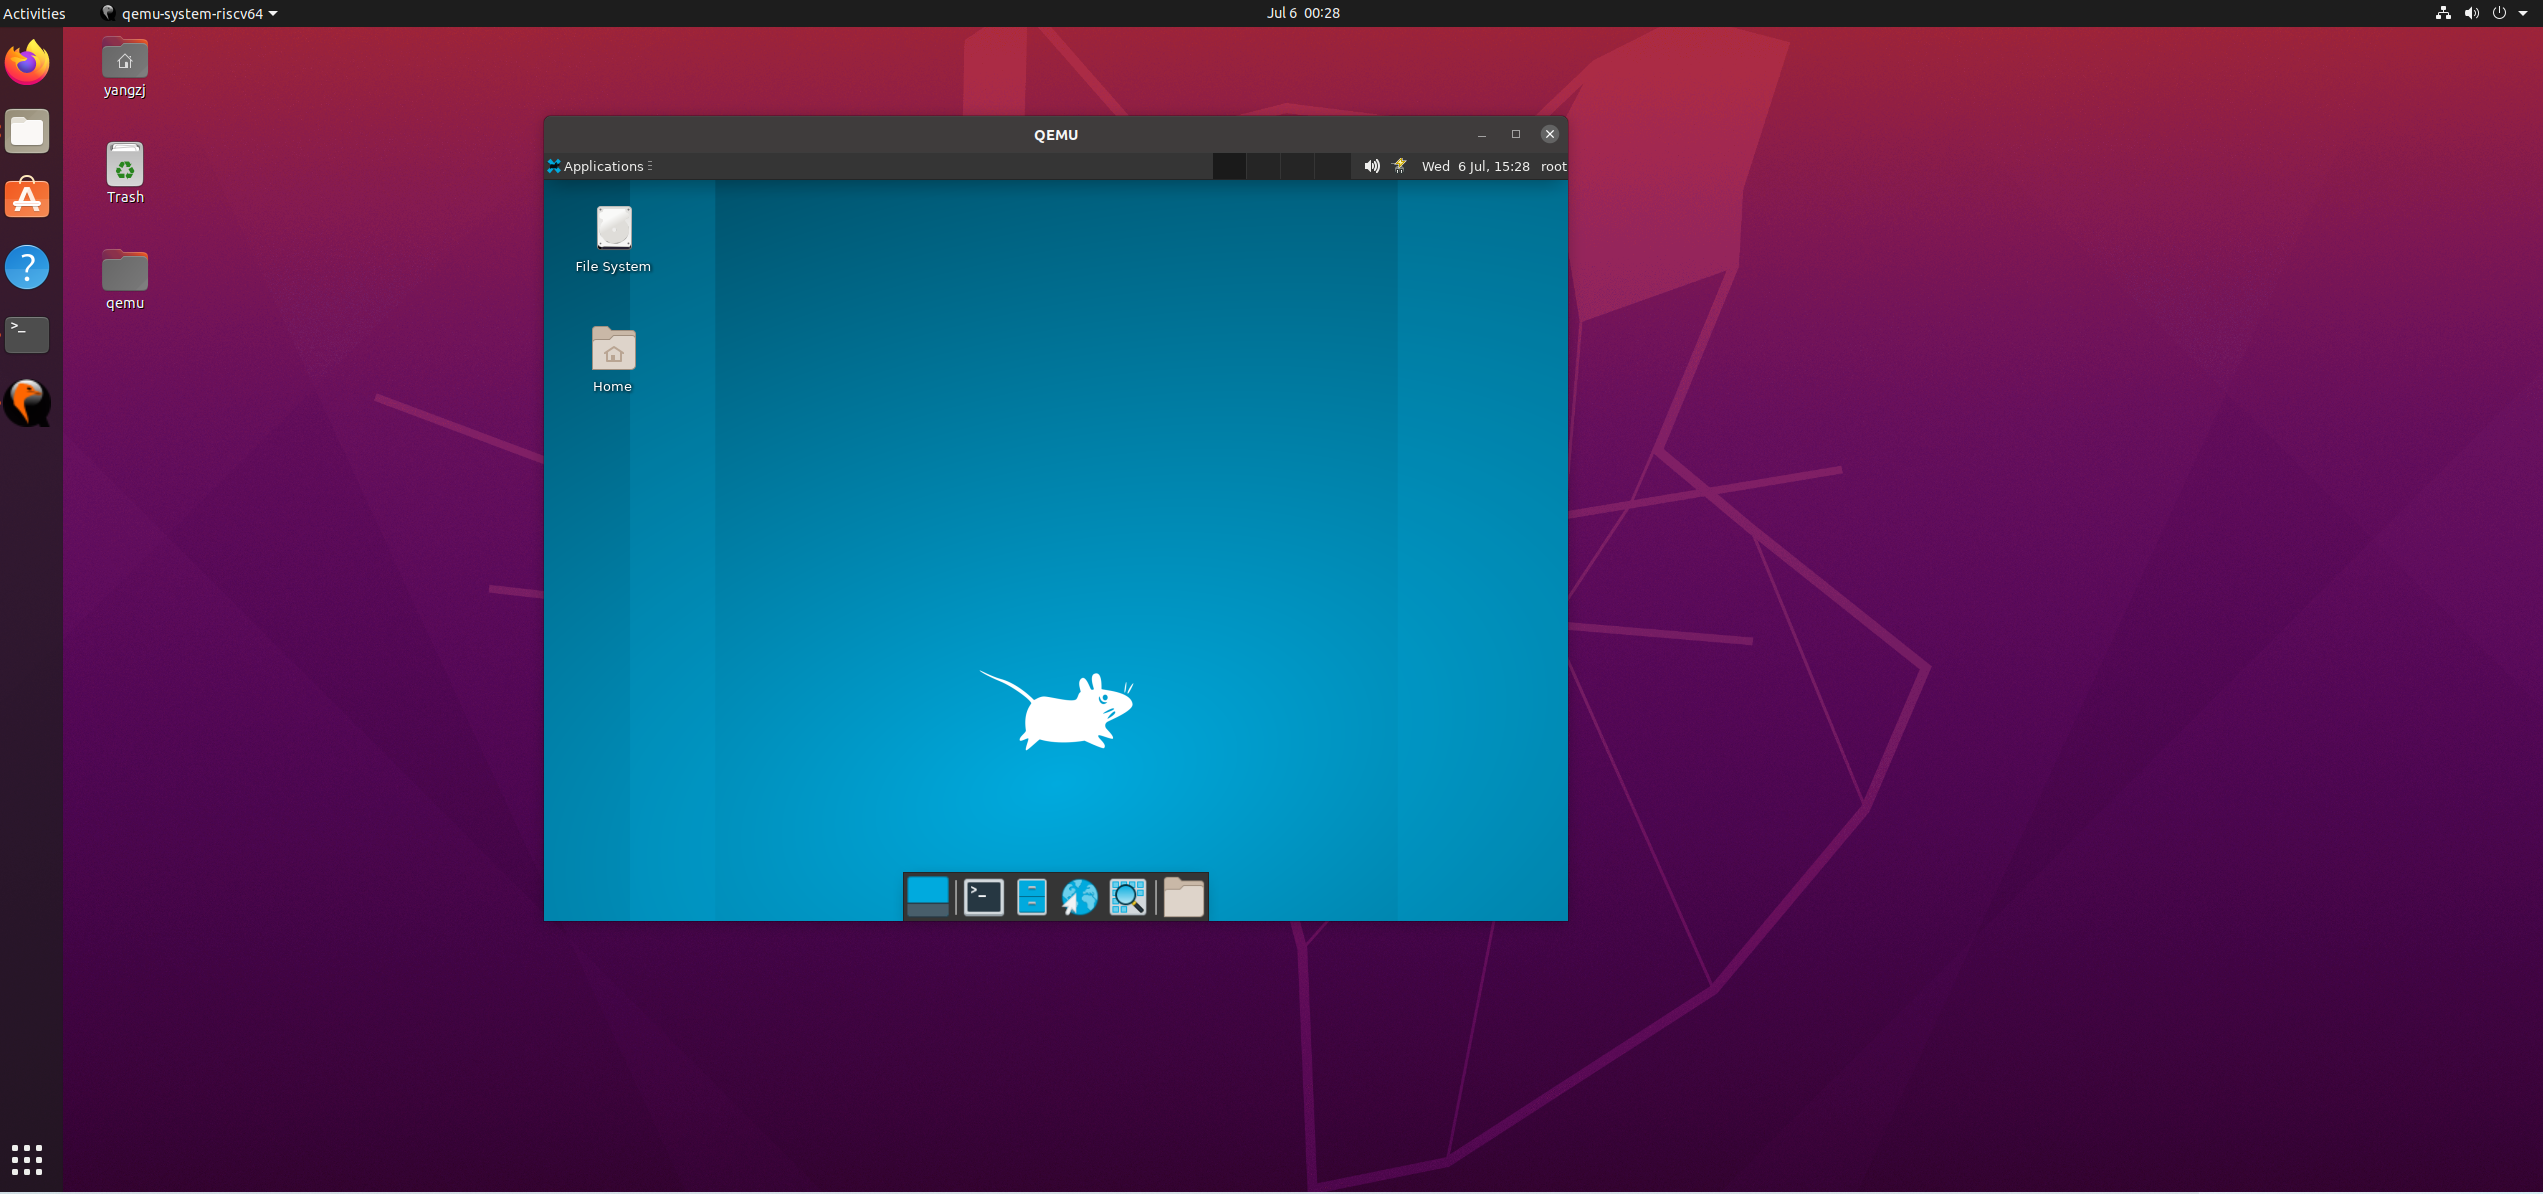 Activities
qemu-system-riscv64
Jul 6 00:28
yangzj
Trash
qemu
QEMU
Applications
Wed 6 Jul, 15:28 root
File System
Home